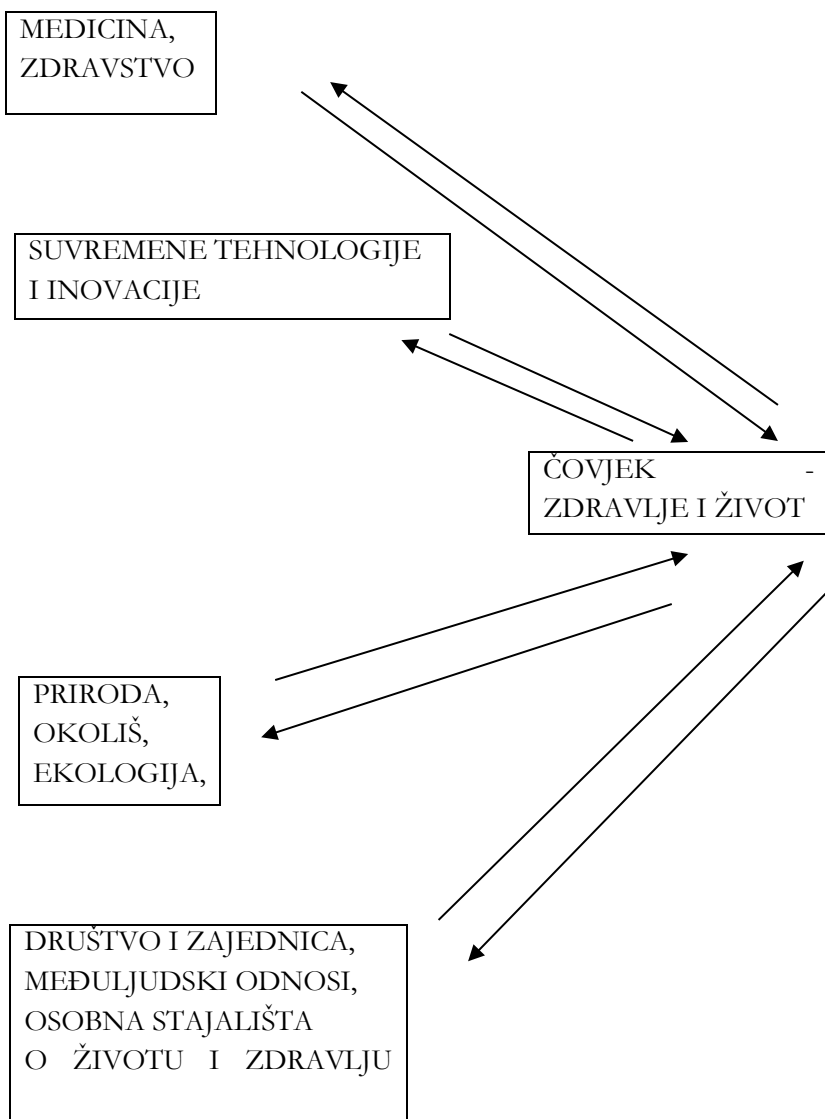 MEDICINA,
ZDRAVSTVO
SUVREMENE TEHNOLOGIJE
I INOVACIJE
ČOVJEK -
ZDRAVLJE I ŽIVOT
PRIRODA,
OKOLIŠ,
EKOLOGIJA,
DRUŠTVO I ZAJEDNICA,
MEĐULJUDSKI ODNOSI,
OSOBNA STAJALIŠTA
O ŽIVOTU I ZDRAVLJU